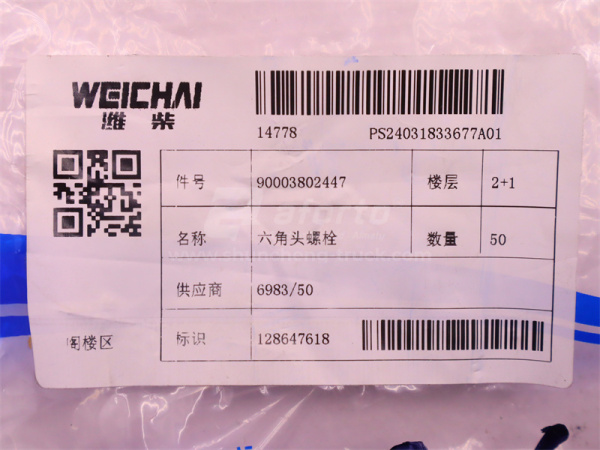 WEICHAI
潍柴
14778 PS24031833677A01
件号 90003802447 楼层 2+1
名称 六角头螺栓 数量 50
供应商 6983/50
阁楼区 标识 128647618